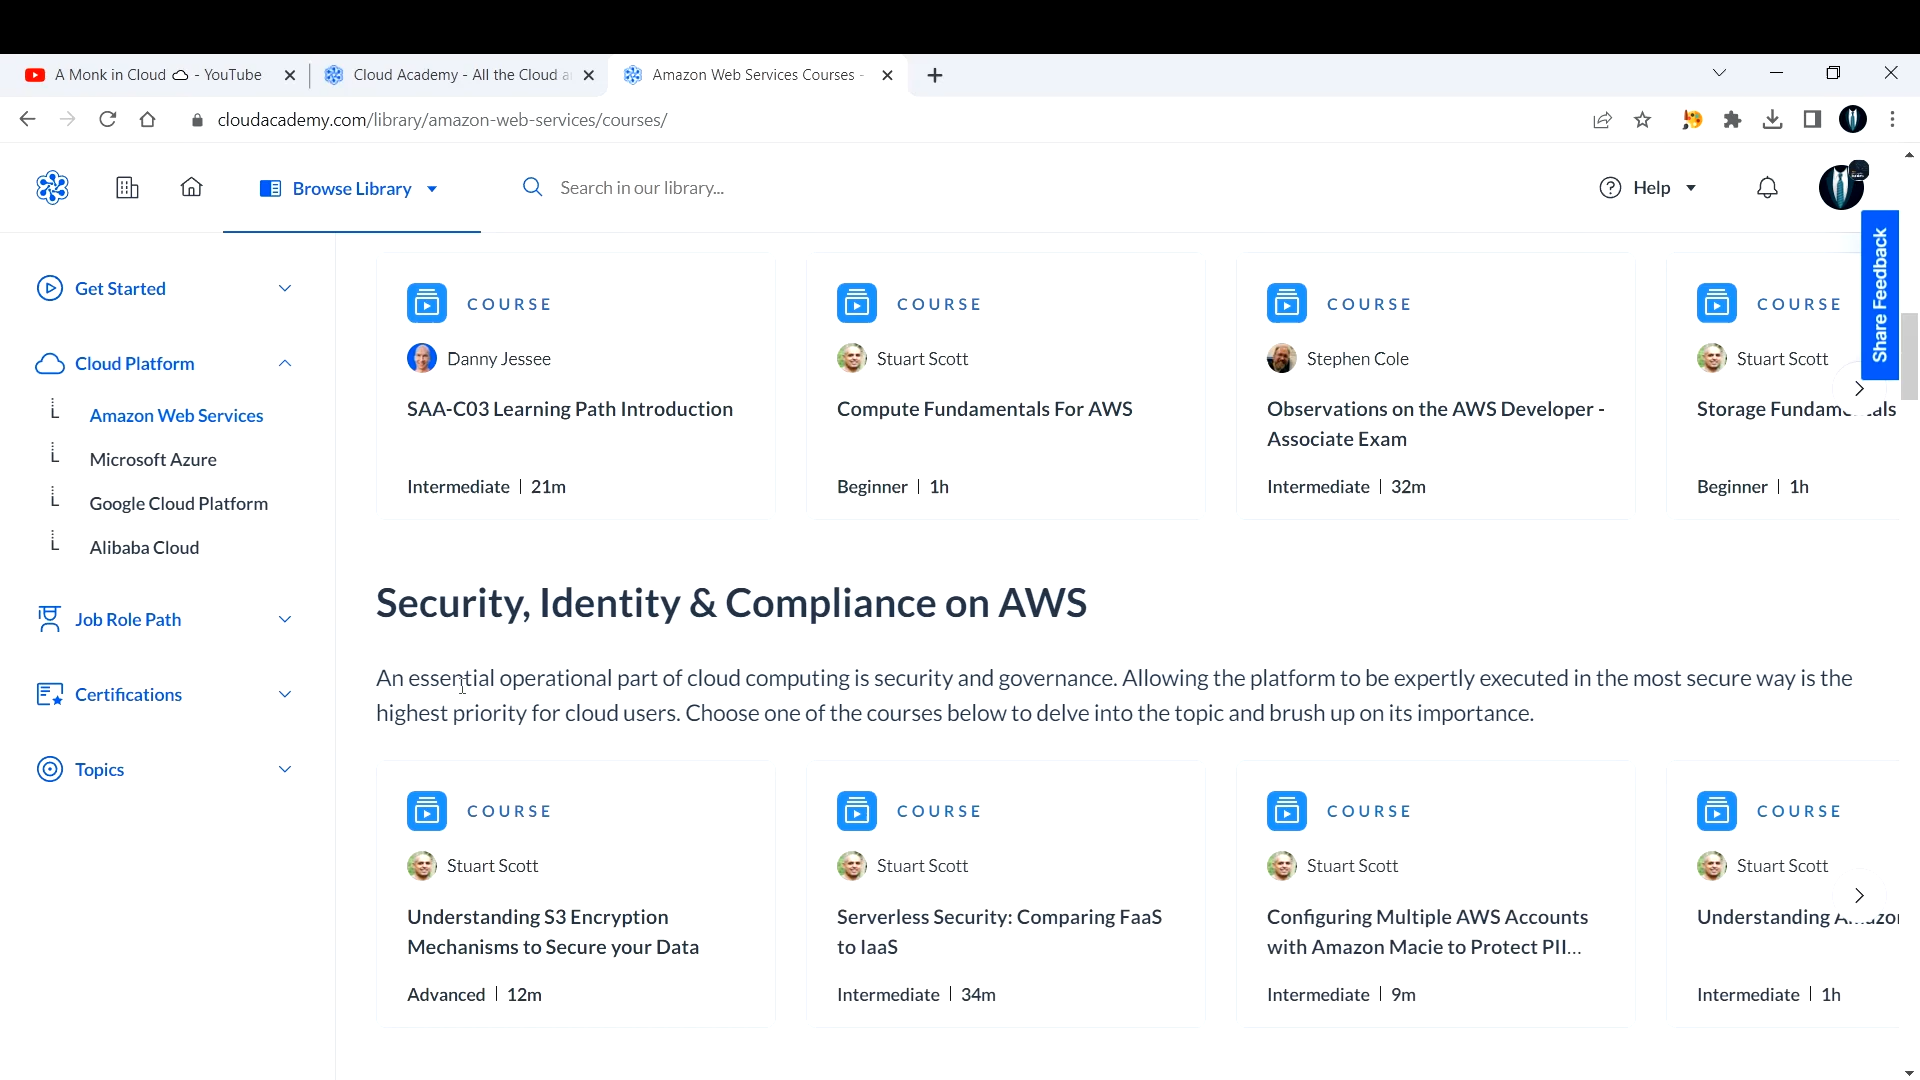 A Monk in Cloud - YouTube
Cloud Academy - All the Cloud a
Amazon Web Services Courses -
cloudacademy.com/library/amazon-web-services/courses/
Browse Library
Search in our library...
Help
Share Feedback
Get Started
Cloud Platform
Amazon Web Services
Microsoft Azure
Google Cloud Platform
Alibaba Cloud
Job Role Path
Certifications
Topics
COURSE
Danny Jessee
SAA-C03 Learning Path Introduction
Intermediate | 21m
COURSE
Stuart Scott
Compute Fundamentals For AWS
Beginner | 1h
COURSE
Stephen Cole
Observations on the AWS Developer -
Associate Exam
Intermediate | 32m
COURSE
Stuart Scott
Storage
Beginner | 1h
Security, Identity & Compliance on AWS
An essential operational part of cloud computing is security and governance. Allowing the platform to be expertly executed in the most secure way is the
highest priority for cloud users. Choose one of the courses below to delve into the topic and brush up on its importance.
COURSE
Stuart Scott
Understanding S3 Encryption
Mechanisms to Secure your Data
Advanced | 12m
COURSE
Stuart Scott
Serverless Security: Comparing FaaS
to IaaS
Intermediate | 34m
COURSE
Stuart Scott
Configuring Multiple AWS Accounts
with Amazon Macie to Protect PII...
Intermediate | 9m
COURSE
Stuart Scott
Understanding
Intermediate | 1h